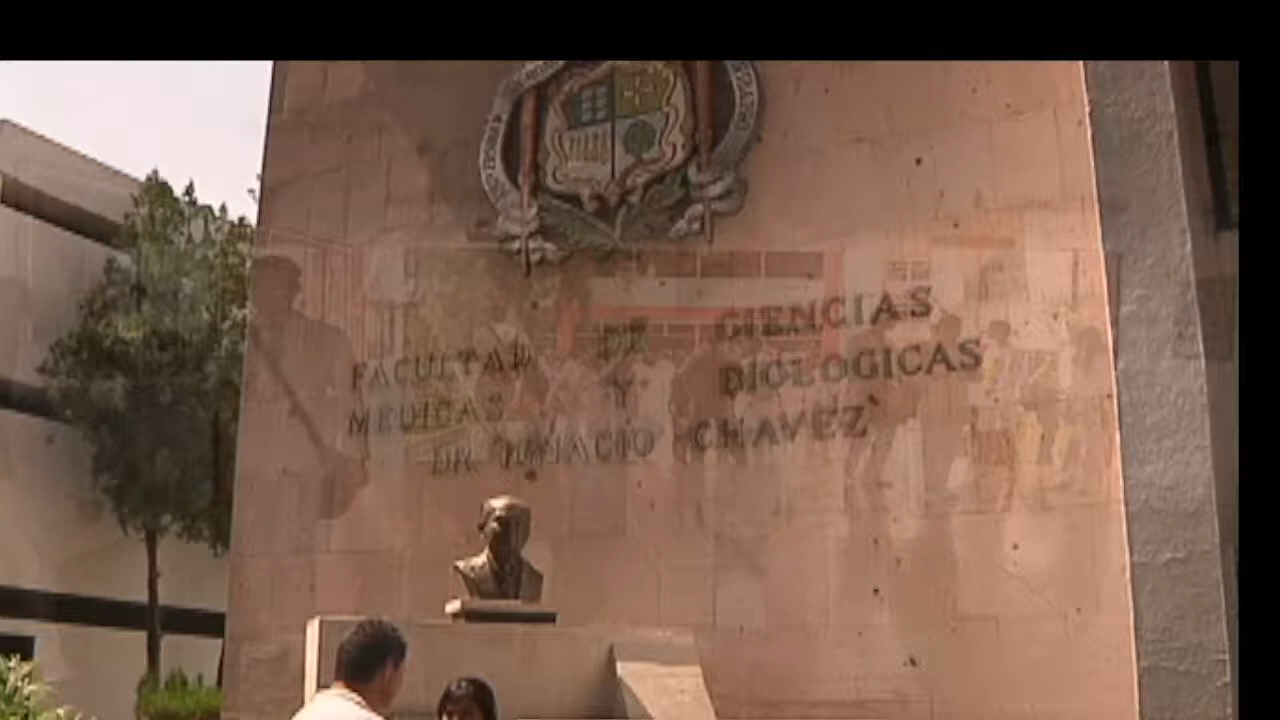 FACULTAD DE CIENCIAS
MEDICAS Y BIOLOGICAS
"DR. IGNACIO CHAVEZ"